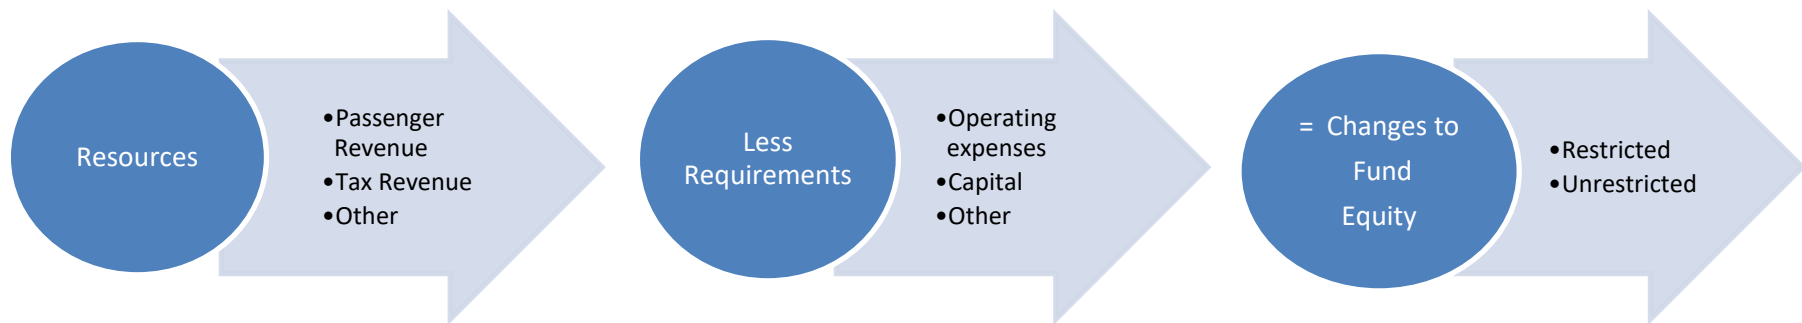 Resources
•Passenger
Revenue
•Tax Revenue
•Other
Less
Requirements
•Operating
expenses
•Capital
•Other
= Changes to
Fund
Equity
•Restricted
•Unrestricted